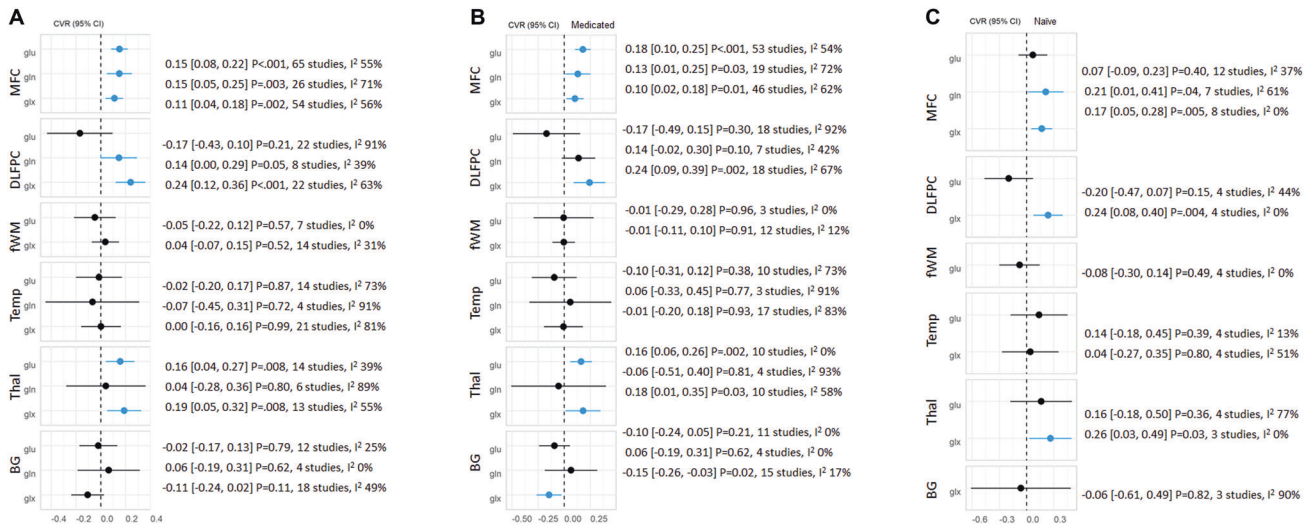 A
CVR (95% CI)
MFC
glu
gln
glx
0.15 [0.08, 0.22] P<.001, 65 studies, I² 55%
0.15 [0.05, 0.25] P=.003, 26 studies, I² 71%
0.11 [0.04, 0.18] P=.002, 54 studies, I² 56%
DLFPC
glu
gln
glx
-0.17 [-0.43, 0.10] P=0.21, 22 studies, I² 91%
0.14 [0.00, 0.29] P=0.05, 8 studies, I² 39%
0.24 [0.12, 0.36] P<.001, 22 studies, I² 63%
fWM
glu
glx
-0.05 [-0.22, 0.12] P=0.57, 7 studies, I² 0%
0.04 [-0.07, 0.15] P=0.52, 14 studies, I² 31%
Temp
glu
gln
glx
-0.02 [-0.20, 0.17] P=0.87, 14 studies, I² 73%
-0.07 [-0.45, 0.31] P=0.72, 4 studies, I² 91%
0.00 [-0.16, 0.16] P=0.99, 21 studies, I² 81%
Thal
glu
gln
glx
0.16 [0.04, 0.27] P=.008, 14 studies, I² 39%
0.04 [-0.28, 0.36] P=0.80, 6 studies, I² 89%
0.19 [0.05, 0.32] P=.008, 13 studies, I² 55%
BG
glu
gln
glx
-0.02 [-0.17, 0.13] P=0.79, 12 studies, I² 25%
0.06 [-0.19, 0.31] P=0.62, 4 studies, I² 0%
-0.11 [-0.24, 0.02] P=0.11, 18 studies, I² 49%
-0.4 -0.2 0.0 0.2 0.4
B
CVR (95% CI) Medicated
MFC
glu
gln
glx
0.18 [0.10, 0.25] P<.001, 53 studies, I² 54%
0.13 [0.01, 0.25] P=0.03, 19 studies, I² 72%
0.10 [0.02, 0.18] P=0.01, 46 studies, I² 62%
DLFPC
glu
gln
glx
-0.17 [-0.49, 0.15] P=0.30, 18 studies, I² 92%
0.14 [-0.02, 0.30] P=0.10, 7 studies, I² 42%
0.24 [0.09, 0.39] P=.002, 18 studies, I² 67%
fWM
glu
glx
-0.01 [-0.29, 0.28] P=0.96, 3 studies, I² 0%
-0.01 [-0.11, 0.10] P=0.91, 12 studies, I² 12%
Temp
glu
gln
glx
-0.10 [-0.31, 0.12] P=0.38, 10 studies, I² 73%
0.06 [-0.33, 0.45] P=0.77, 3 studies, I² 91%
-0.01 [-0.20, 0.18] P=0.93, 17 studies, I² 83%
Thal
glu
gln
glx
0.16 [0.06, 0.26] P=.002, 10 studies, I² 0%
-0.06 [-0.51, 0.40] P=0.81, 4 studies, I² 93%
0.18 [0.01, 0.35] P=0.03, 10 studies, I² 58%
BG
glu
gln
glx
-0.10 [-0.24, 0.05] P=0.21, 11 studies, I² 0%
0.06 [-0.19, 0.31] P=0.62, 4 studies, I² 0%
-0.15 [-0.26, -0.03] P=0.02, 15 studies, I² 17%
-0.50 -0.25 0.00 0.25
C
CVR (95% CI) Naïve
MFC
glu
gln
glx
0.07 [-0.09, 0.23] P=0.40, 12 studies, I² 37%
0.21 [0.01, 0.41] P=.04, 7 studies, I² 61%
0.17 [0.05, 0.28] P=.005, 8 studies, I² 0%
DLFPC
glu
glx
-0.20 [-0.47, 0.07] P=0.15, 4 studies, I² 44%
0.24 [0.08, 0.40] P=.004, 4 studies, I² 0%
fWM
glx
-0.08 [-0.30, 0.14] P=0.49, 4 studies, I² 0%
Temp
glu
glx
0.14 [-0.18, 0.45] P=0.39, 4 studies, I² 13%
0.04 [-0.27, 0.35] P=0.80, 4 studies, I² 51%
Thal
glu
glx
0.16 [-0.18, 0.50] P=0.36, 4 studies, I² 77%
0.26 [0.03, 0.49] P=0.03, 3 studies, I² 0%
BG
glx
-0.06 [-0.61, 0.49] P=0.82, 3 studies, I² 90%
-0.6 -0.3 0.0 0.3